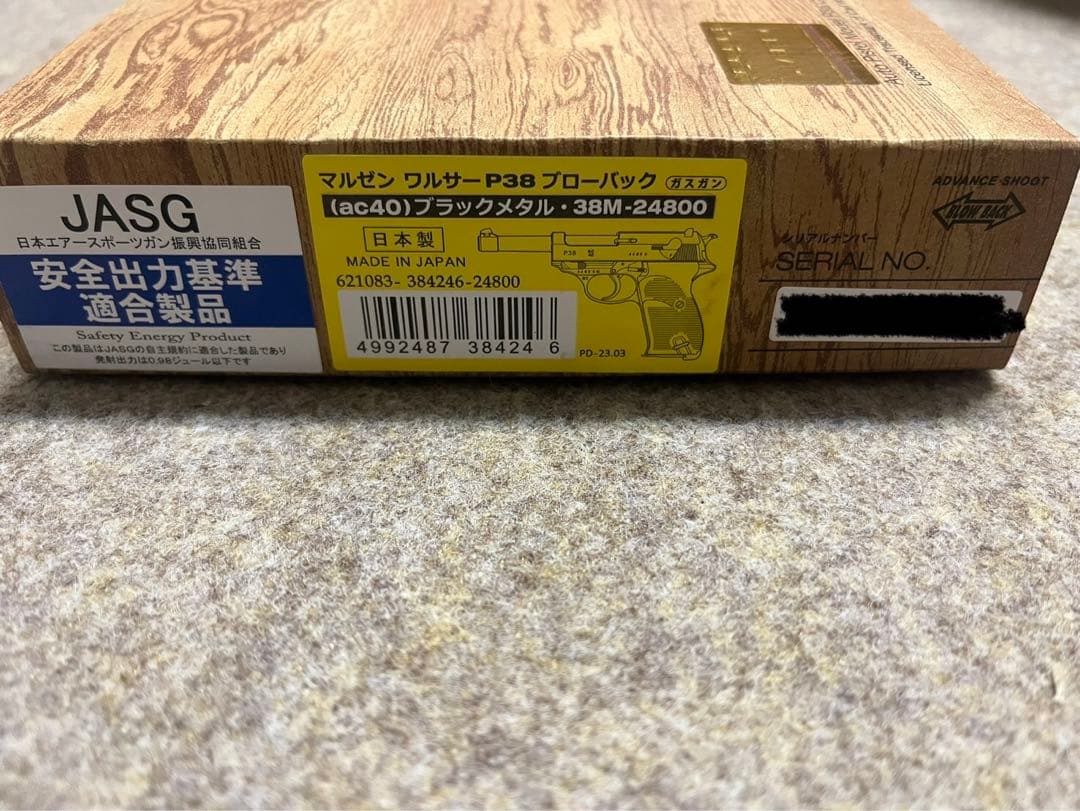 JASG
日本エアースポーツガン振興協同組合
安全出力基準
適合製品
Safety Energy Product
この製品はJASGの自主規約に適合した製品であり
発射出力は0.98ジュール以下です
マルゼン ワルサーP38 ブローバック ガスガン
(ac40)ブラックメタル・38M-24800
日本製
MADE IN JAPAN
621083- 384246-24800
P38
4992487 384246
PD-23.03
ADVANCE-SHOOT
BLOW BACK
シリアルナンバー
SERIAL NO.